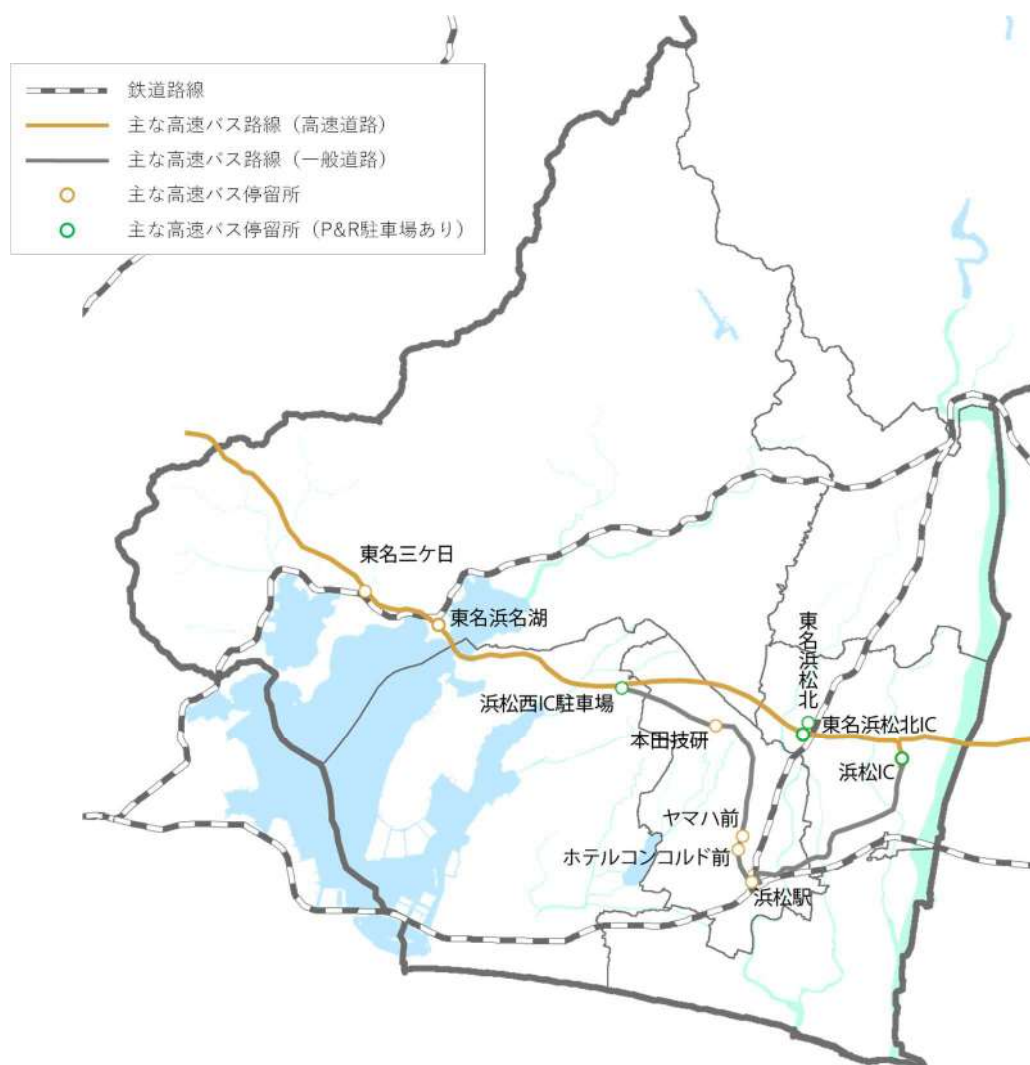 鉄道路線
主な高速バス路線（高速道路）
主な高速バス路線（一般道路）
主な高速バス停留所
主な高速バス停留所（P&R駐車場あり）
東名三ケ日
東名浜名湖
東名浜松北
浜松西IC駐車場
東名浜松北IC
本田技研
浜松IC
ヤマハ前
ホテルコンコルド前
浜松駅